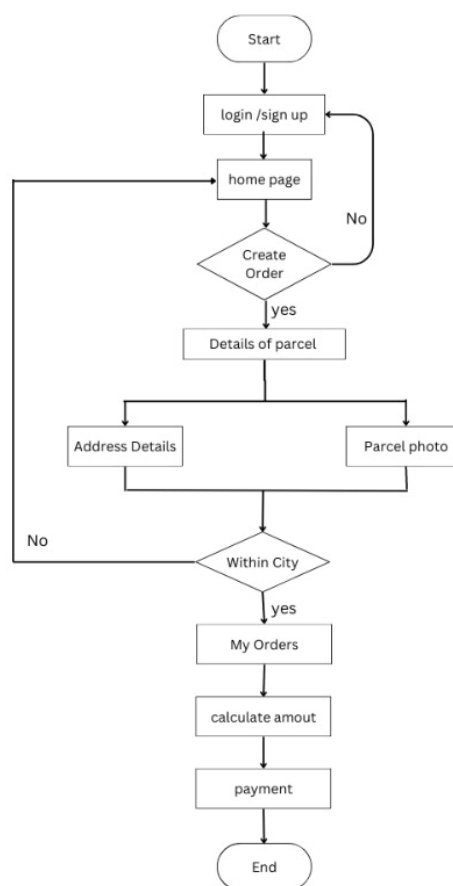 Start
login /sign up
home page
No
Create
Order
yes
Details of parcel
Address Details
Parcel photo
No
Within City
yes
My Orders
calculate amout
payment
End